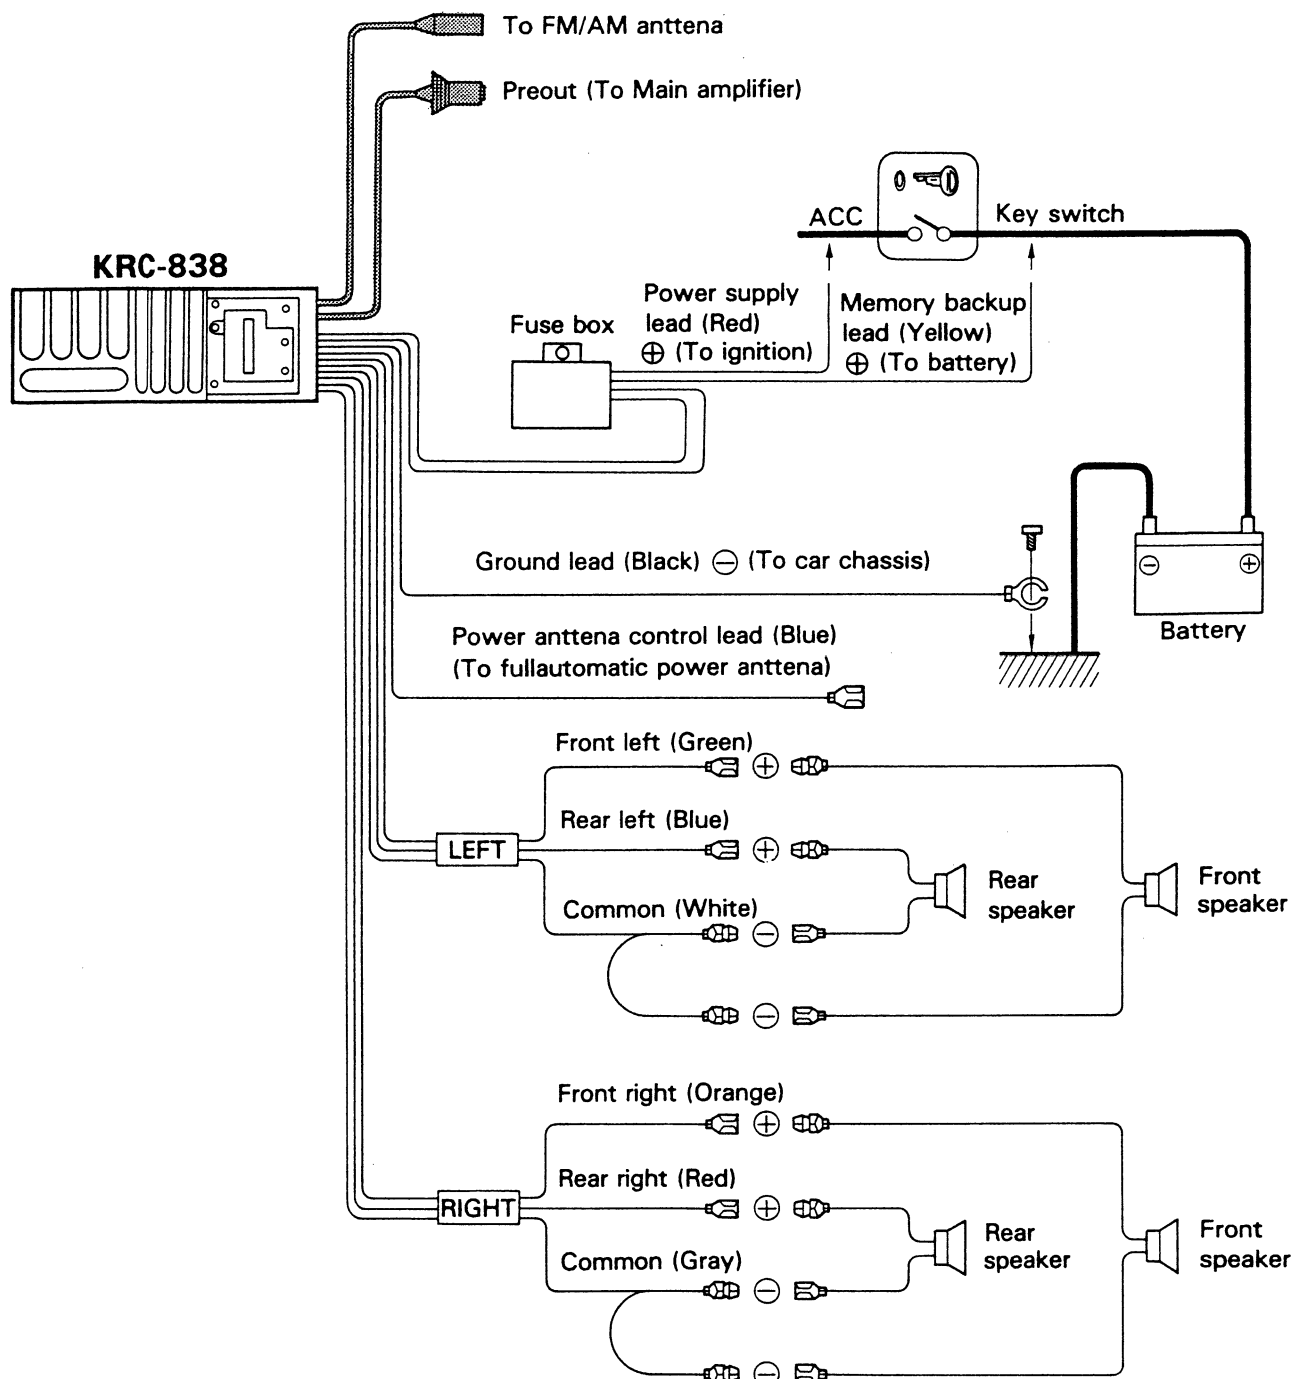 To FM/AM anttena
Preout (To Main amplifier)
ACC
Key switch
KRC-838
Power supply
lead (Red)
⊕ (To ignition)
Memory backup
lead (Yellow)
⊕ (To battery)
Fuse box
Ground lead (Black) ⊖ (To car chassis)
⊖
⊕
Battery
Power anttena control lead (Blue)
(To fullautomatic power anttena)
Front left (Green)
⊕
Rear left (Blue)
⊕
LEFT
Common (White)
⊖
⊖
Rear
speaker
Front
speaker
Front right (Orange)
⊕
Rear right (Red)
⊕
RIGHT
Common (Gray)
⊖
⊖
Rear
speaker
Front
speaker